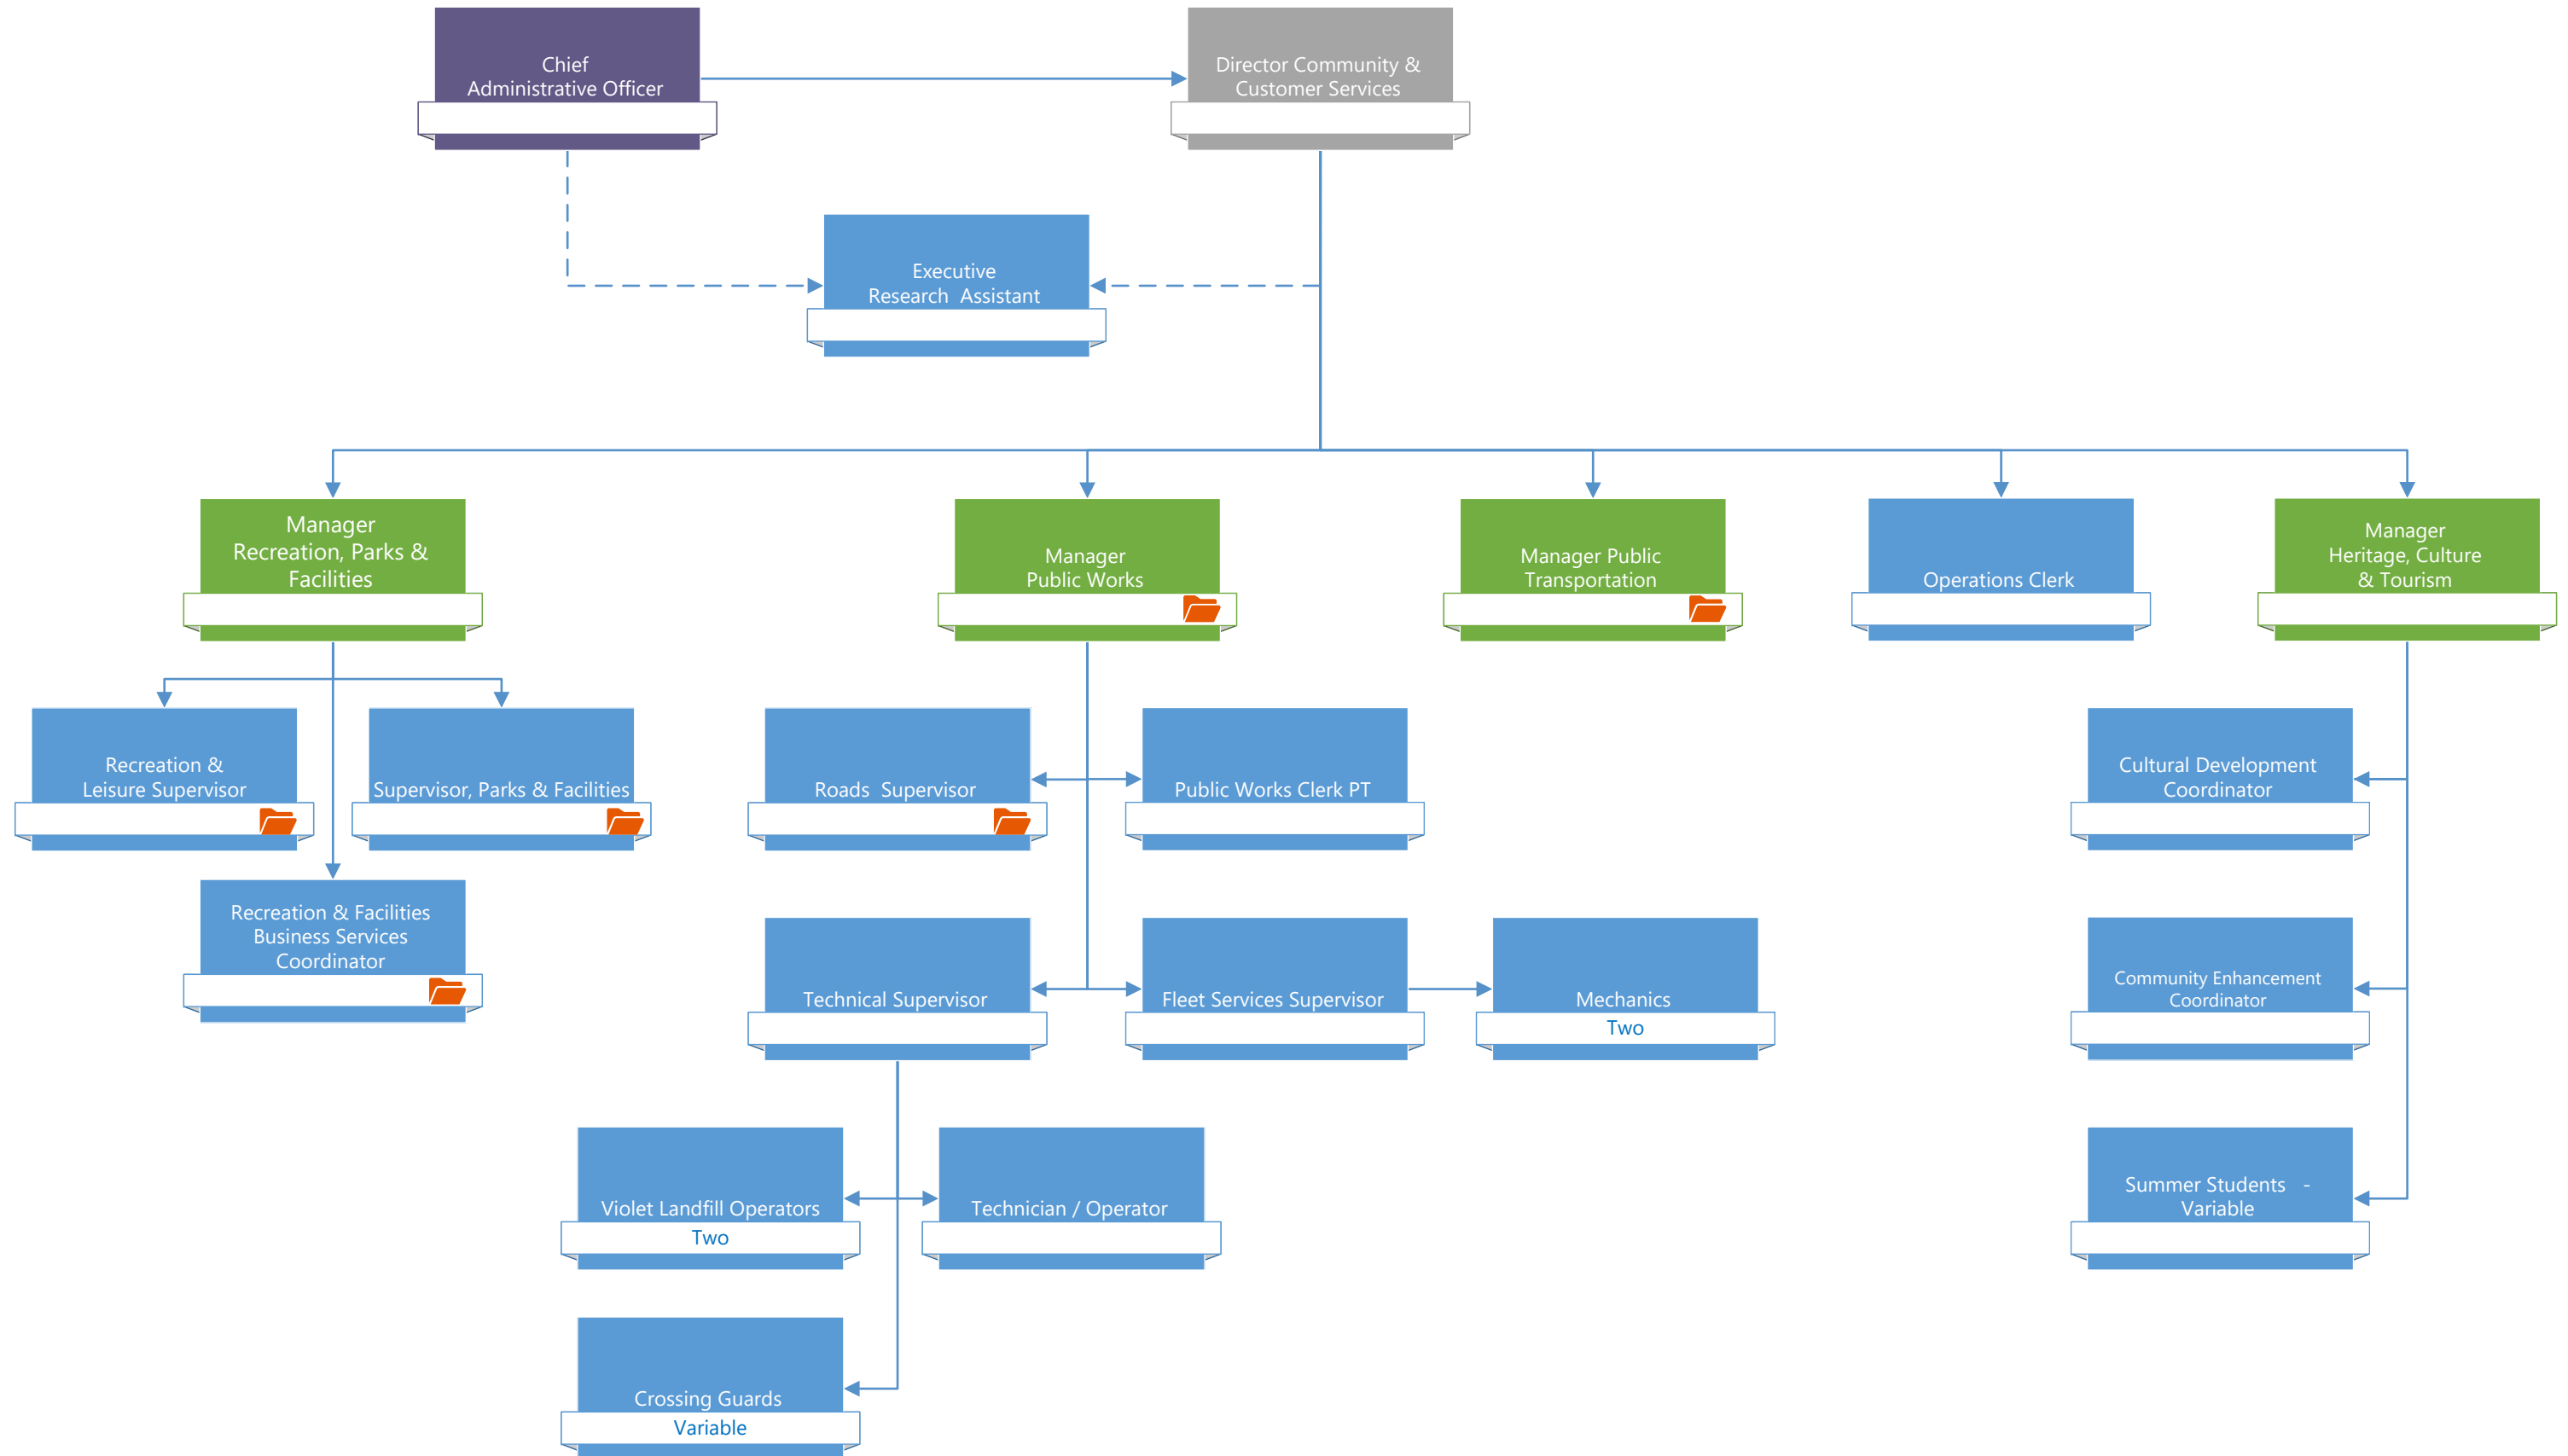 Chief
Administrative Officer
Director Community &
Customer Services
Executive
Research  Assistant
Manager
Recreation, Parks &
Facilities
Manager
Public Works
Manager Public
Transportation
Operations Clerk
Manager
Heritage, Culture
& Tourism
Recreation &
Leisure Supervisor
Supervisor, Parks & Facilities
Roads  Supervisor
Public Works Clerk PT
Cultural Development
Coordinator
Recreation & Facilities
Business Services
Coordinator
Technical Supervisor
Fleet Services Supervisor
Mechanics
Two
Community Enhancement
Coordinator
Violet Landfill Operators
Two
Technician / Operator
Summer Students   -
Variable
Crossing Guards
Variable